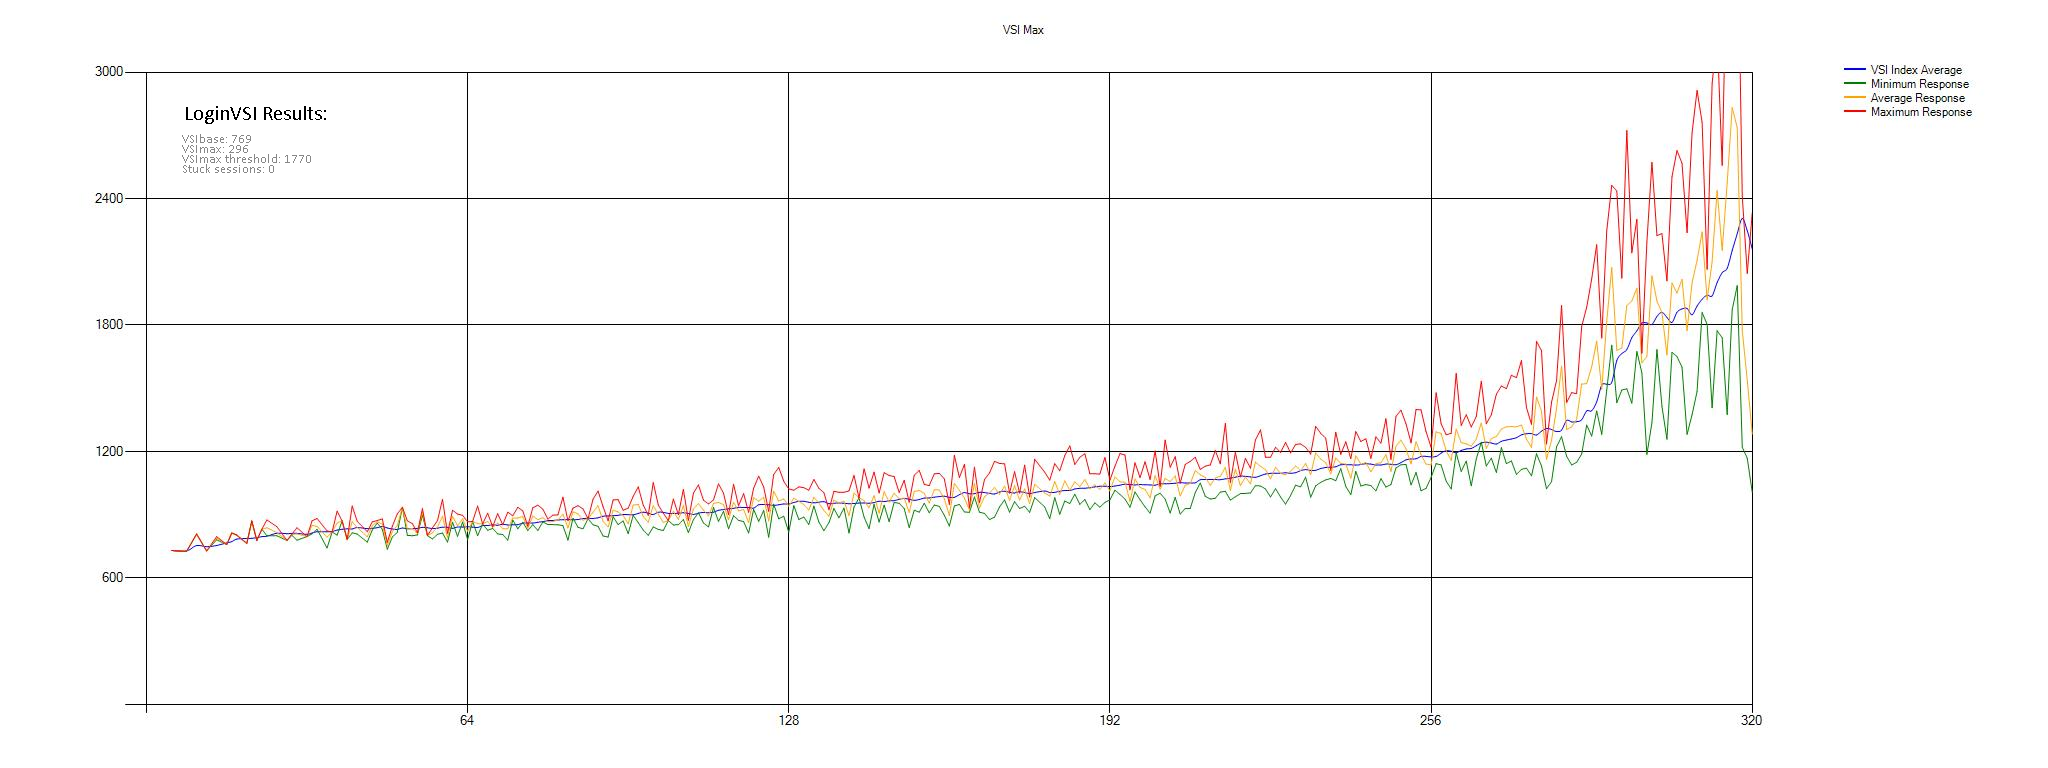 VSI Max
3000
2400
1800
1200
600
LoginVSI Results:
VSIbase: 769
VSImax: 296
VSImax threshold: 1770
Stuck sessions: 0
VSI Index Average
Minimum Response
Average Response
Maximum Response
64
128
192
256
320